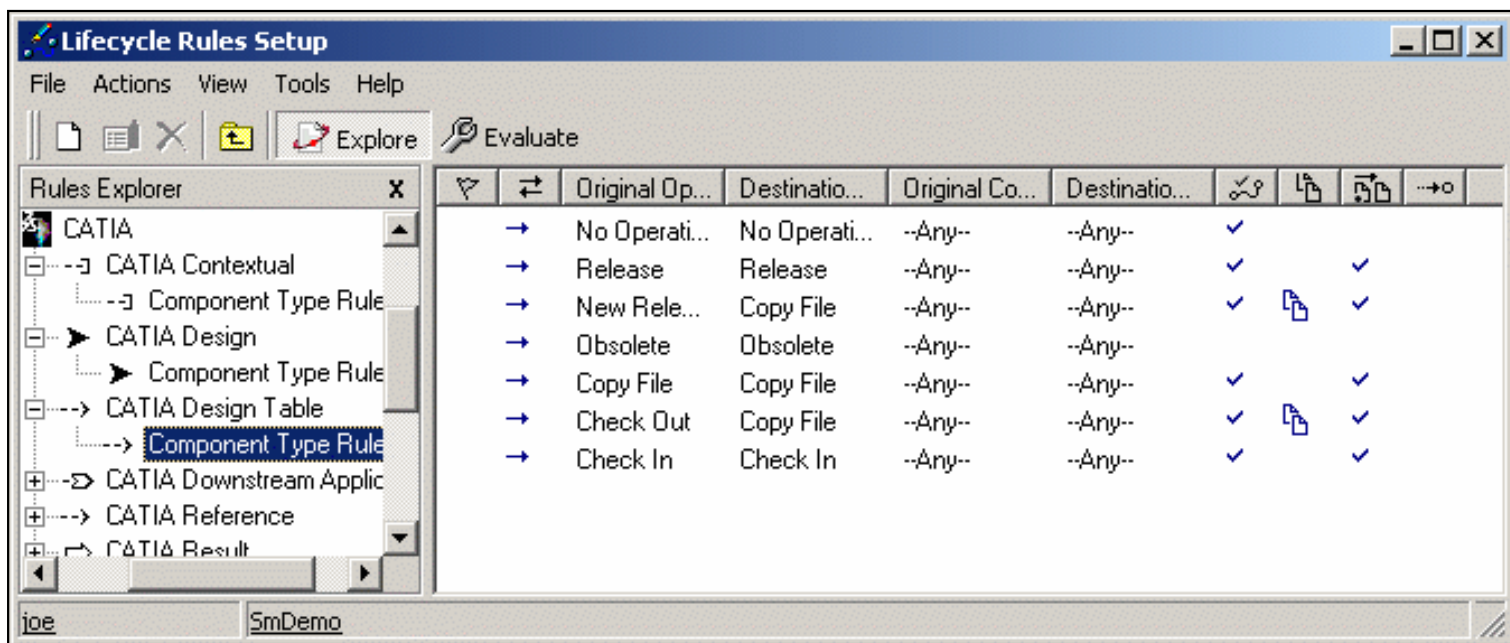 Lifecycle Rules Setup
File Actions View Tools Help
Explore Evaluate
Rules Explorer x Original Op... Destinatio... Original Co... Destinatio...
CATIA
CATIA Contextual
Component Type Rule
CATIA Design
Component Type Rule
CATIA Design Table
Component Type Rule
CATIA Downstream Applic
CATIA Reference
CATIA Result
No Operati... No Operati... --Any-- --Any--
Release Release --Any-- --Any--
New Rele... Copy File --Any-- --Any--
Obsolete Obsolete --Any-- --Any--
Copy File Copy File --Any-- --Any--
Check Out Copy File --Any-- --Any--
Check In Check In --Any-- --Any--
joe SmDemo